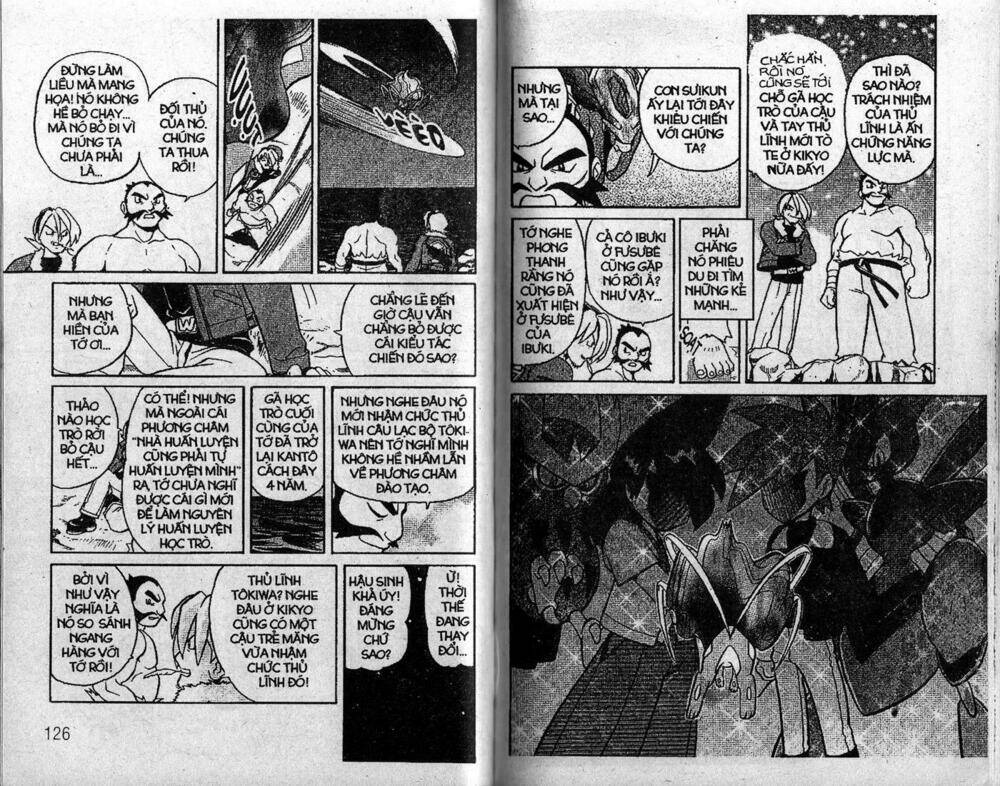 ĐỪNG LÀM
LIỀU MÀ MANG
HỌA! NÓ KHÔNG
HỀ BỎ CHẠY...
MÀ NÓ BỎ ĐI VÌ
CHÚNG TA
CHƯA PHẢI
LÀ...
ĐỐI THỦ
CỦA NÓ.
CHÚNG
TA THUA
RỒI!
VUUUT
VÈÈÈO
NHƯNG
MÀ BẠN
HIỀN CỦA
TỚ ƠI...
CHẲNG LẼ ĐẾN
GIỜ CẬU VẪN
CHẲNG BỎ ĐƯỢC
CÁI KIỂU TÁC
CHIẾN ĐÓ SAO?
THẢO
NÀO HỌC
TRÒ RỜI
BỎ CẬU
HẾT...
CÓ THỂ! NHƯNG
MÀ NGOÀI CÁI
PHƯƠNG CHÂM
"NHÀ HUẤN LUYỆN
CŨNG PHẢI TỰ
HUẤN LUYỆN MÌNH"
RA, TỚ CHƯA NGHĨ
ĐƯỢC CÁI GÌ MỚI
ĐỂ LÀM NGUYÊN
LÝ HUẤN LUYỆN
HỌC TRÒ.
GÃ HỌC
TRÒ CUỐI
CÙNG CỦA
TỚ ĐÃ TRỞ
LẠI KANTÔ
CÁCH ĐÂY
4 NĂM.
NHƯNG NGHE ĐÂU NÓ
MỚI NHẬM CHỨC THỦ
LĨNH CÂU LẠC BỘ TÔKI-
WA NÊN TỚ NGHĨ MÌNH
KHÔNG HỀ NHẦM LẪN
VỀ PHƯƠNG CHÂM
ĐÀO TẠO.
BỞI VÌ
NHƯ VẬY
NGHĨA LÀ
NÓ SO SÁNH
NGANG
HÀNG VỚI
TỚ RỒI!
THỦ LĨNH
TÔKIWA? NGHE
ĐÂU Ở KIKYO
CŨNG CÓ MỘT
CẬU TRẺ MĂNG
VỪA NHẬM
CHỨC THỦ
LĨNH ĐÓ!
HẬU SINH
KHẢ ÚY!
ĐÁNG
MỪNG
CHỨ
SAO?
Ừ!
THỜI
THẾ
ĐANG
THAY
ĐỔI...
126
NHƯNG
MÀ TẠI
SAO...
CON SUIKUN
ẤY LẠI TỚI ĐÂY
KHIÊU CHIẾN
VỚI CHÚNG
TA?
TỚ NGHE
PHONG
THANH
RẰNG NÓ
CŨNG ĐÃ
XUẤT HIỆN
Ở FUSUBÊ
CỦA
IBUKI.
CẢ CÔ IBUKI
Ở FUSUBÊ
CŨNG GẶP
NÓ RỒI À?
NHƯ VẬY...
PHẢI
CHĂNG
NÓ PHIÊU
DU ĐI TÌM
NHỮNG KẺ
MẠNH...
SOẠT
CHẮC HẲN
RỒI NÓ
CŨNG SẼ TỚI
CHỖ GÃ HỌC
TRÒ CỦA CẬU
VÀ TAY THỦ
LĨNH MỚI TÒ
TE Ở KIKYO
NỮA ĐẤY!
THÌ ĐÃ
SAO NÀO?
TRÁCH NHIỆM
CỦA THỦ
LĨNH LÀ ẤN
CHỨNG NĂNG
LỰC MÀ.